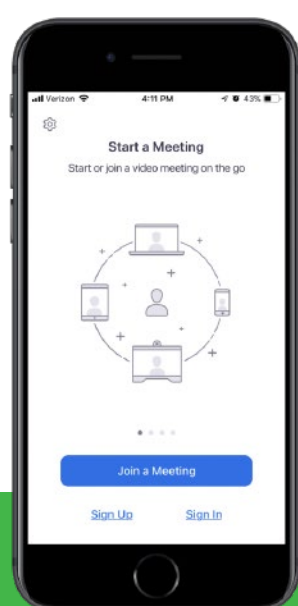 Verizon 4:11 PM 43%
Start a Meeting
Start or join a video meeting on the go
Join a Meeting
Sign Up Sign In